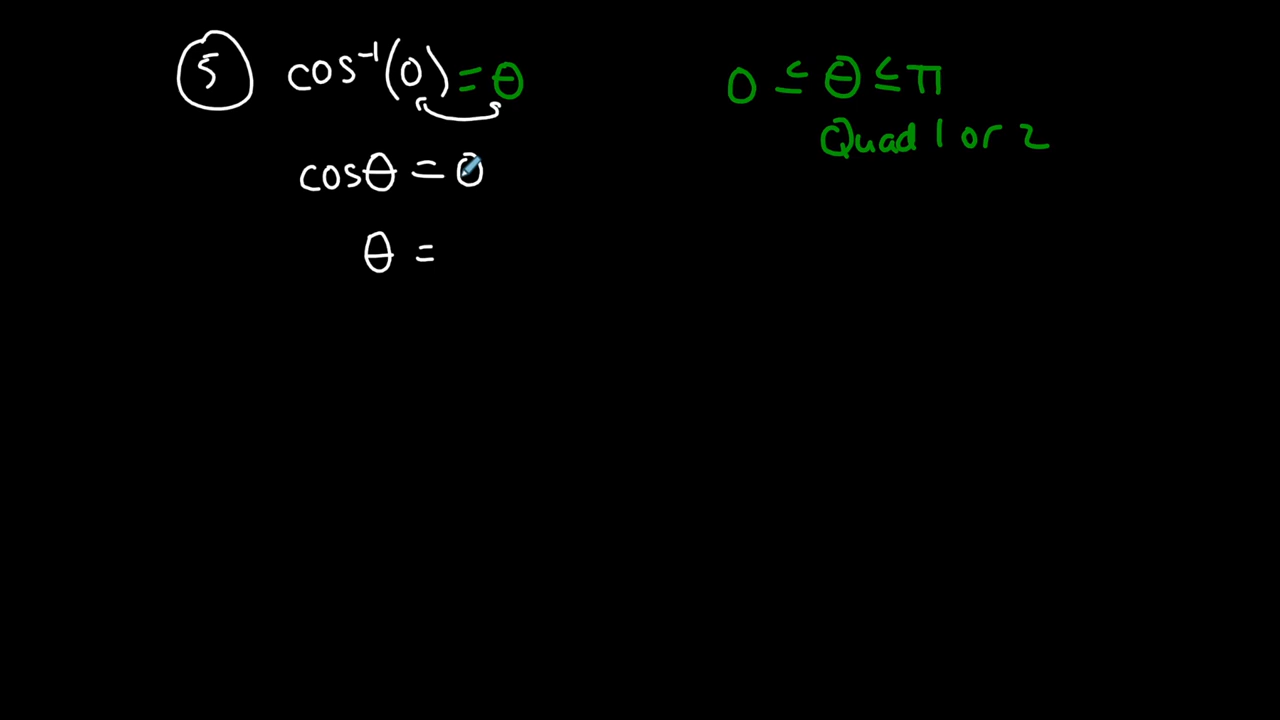 5 cos⁻¹(0) = θ
0 ≤ θ ≤ π
Quad 1 or 2
cosθ = 0
θ =